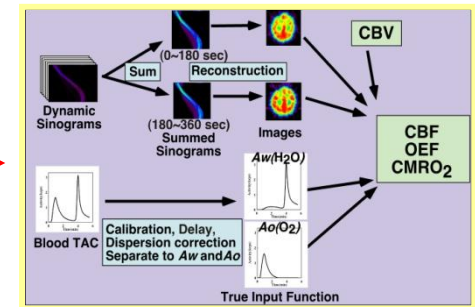 CBV
(0~180 sec)
Sum
Reconstruction
Dynamic
Sinograms
(180~360 sec)
Summed
Sinograms
Images
CBF
OEF
CMRO₂
Aw(H₂O)
Blood TAC
Calibration, Delay,
Dispersion correction
Separate to Aw and Ao
Ao(O₂)
True Input Function